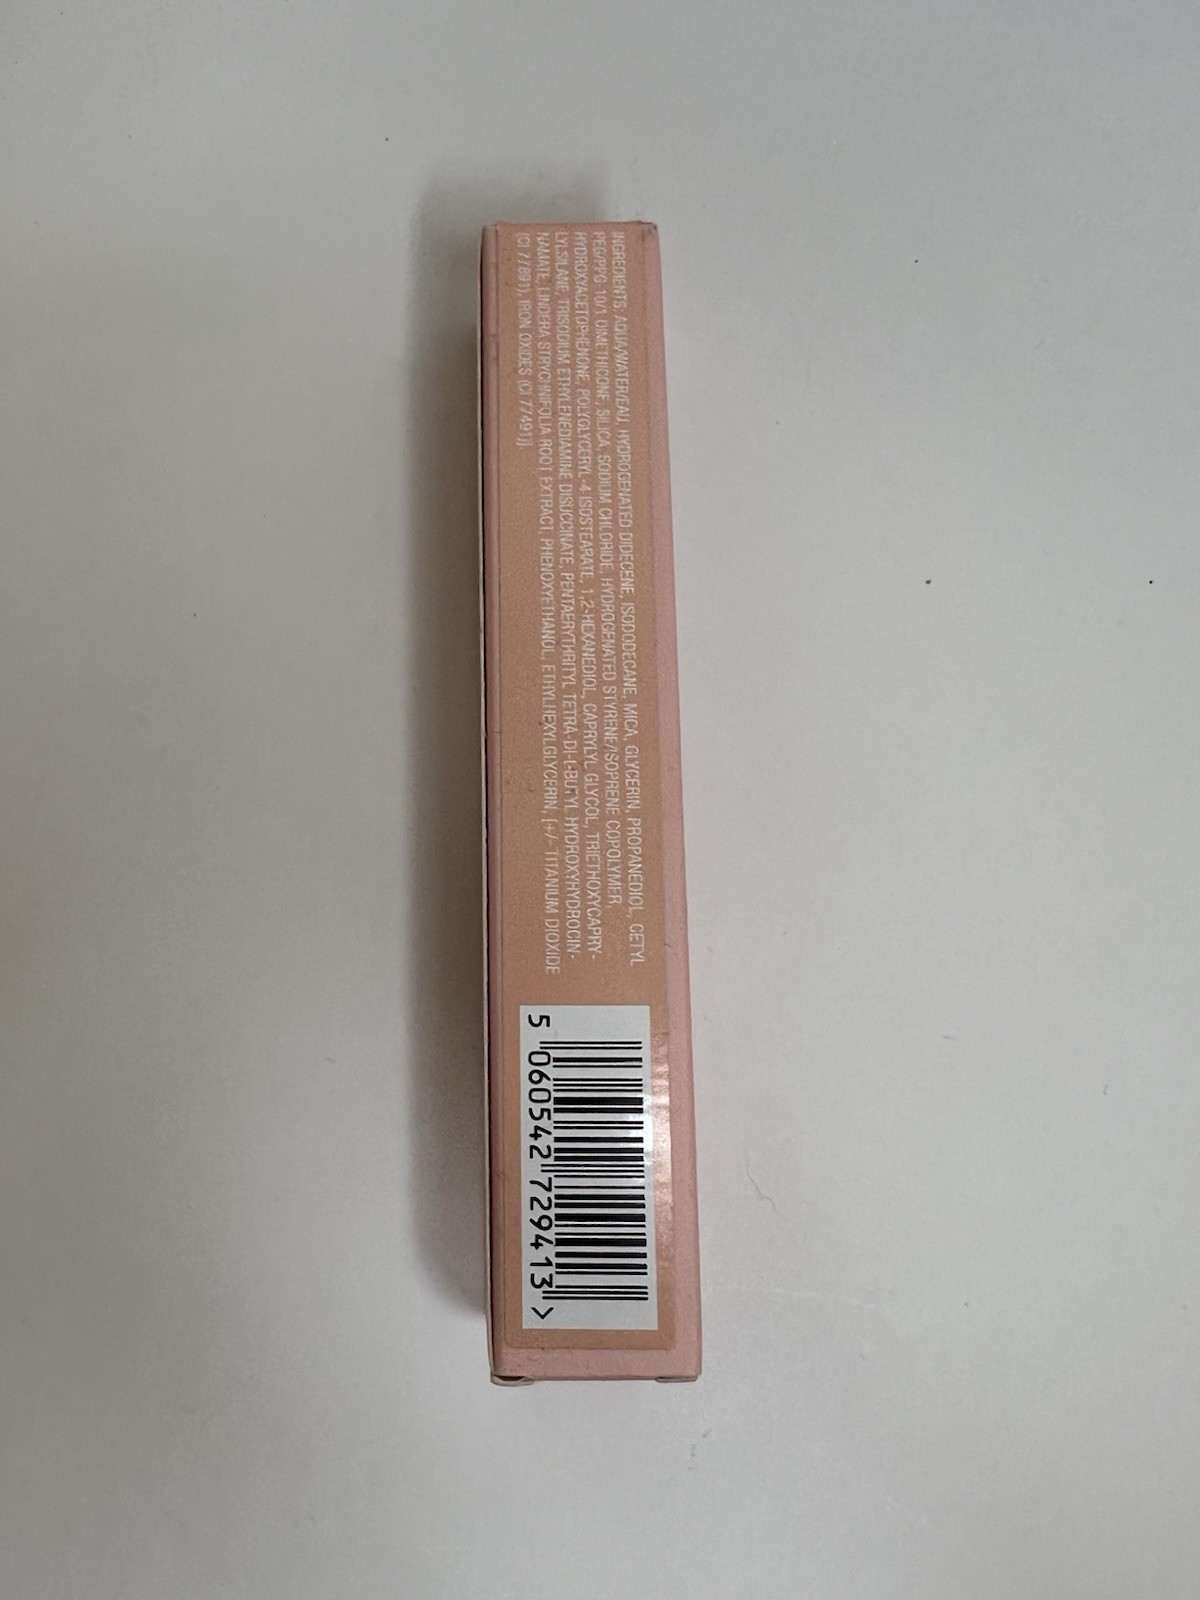 INGREDIENTS: AQUA/WATER/EAU, HYDROGENATED DIDECENE, ISODODECANE, MICA, GLYCERIN, PROPANEDIOL, CETYL
PEG/PPG-10/1 DIMETHICONE, SILICA, SODIUM CHLORIDE, HYDROGENATED STYRENE/ISOPRENE COPOLYMER,
HYDROXYACETOPHENONE, POLYGLYCERYL-4 ISOSTEARATE, 1,2-HEXANEDIOL, CAPRYLYL GLYCOL, TRIETHOXYCAPRY-
LYLSILANE, TRISODIUM ETHYLENEDIAMINE DISUCCINATE, PENTAERYTHRITYL TETRA-DI-t-BUTYL HYDROXYHYDROCIN-
NAMATE, LINDERA STRYCHNIFOLIA ROOT EXTRACT, PHENOXYETHANOL, ETHYLHEXYLGLYCERIN, [+/- TITANIUM DIOXIDE
(CI 77891), IRON OXIDES (CI 77491)]
5 060542 729413 >